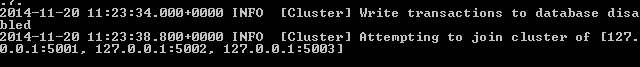 2014-11-20 11:23:34.000+0000 INFO  [Cluster] Write transactions to database disa
bled
2014-11-20 11:23:38.800+0000 INFO  [Cluster] Attempting to join cluster of [127.
0.0.1:5001, 127.0.0.1:5002, 127.0.0.1:5003]